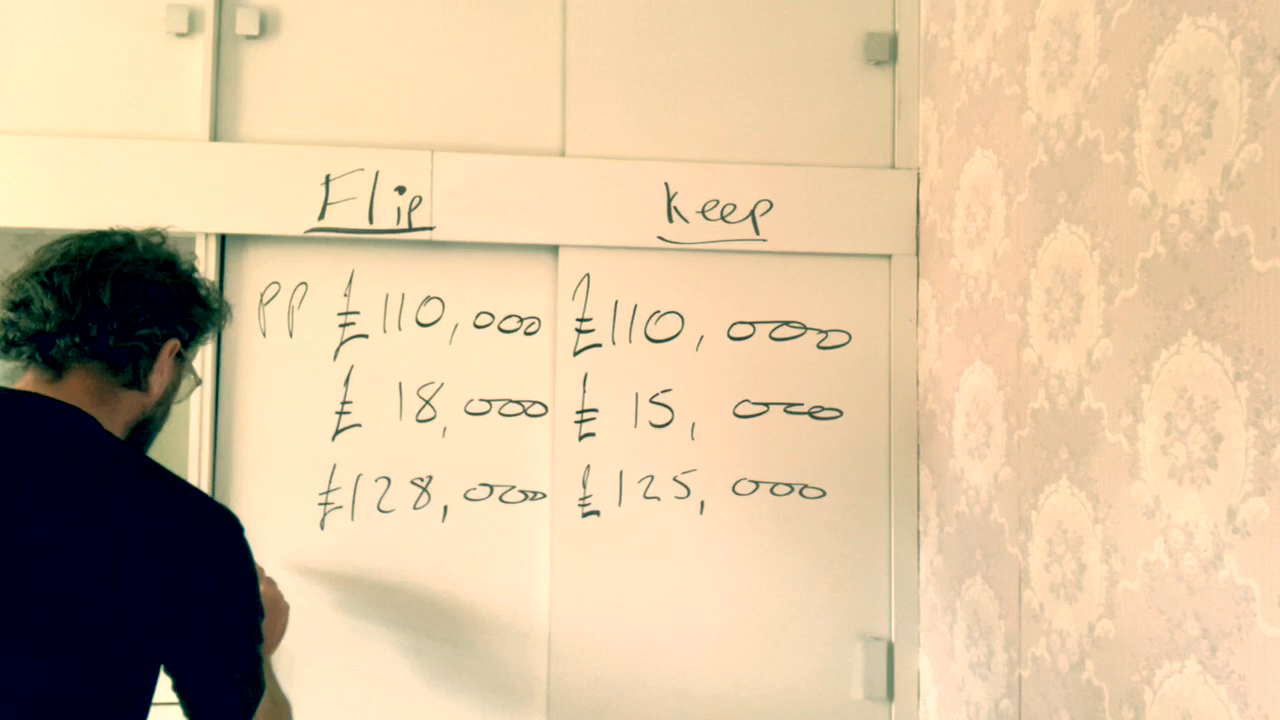 Flip Keep
PP £110,000 £110,000
£ 18,000 £ 15,000
£128,000 £125,000